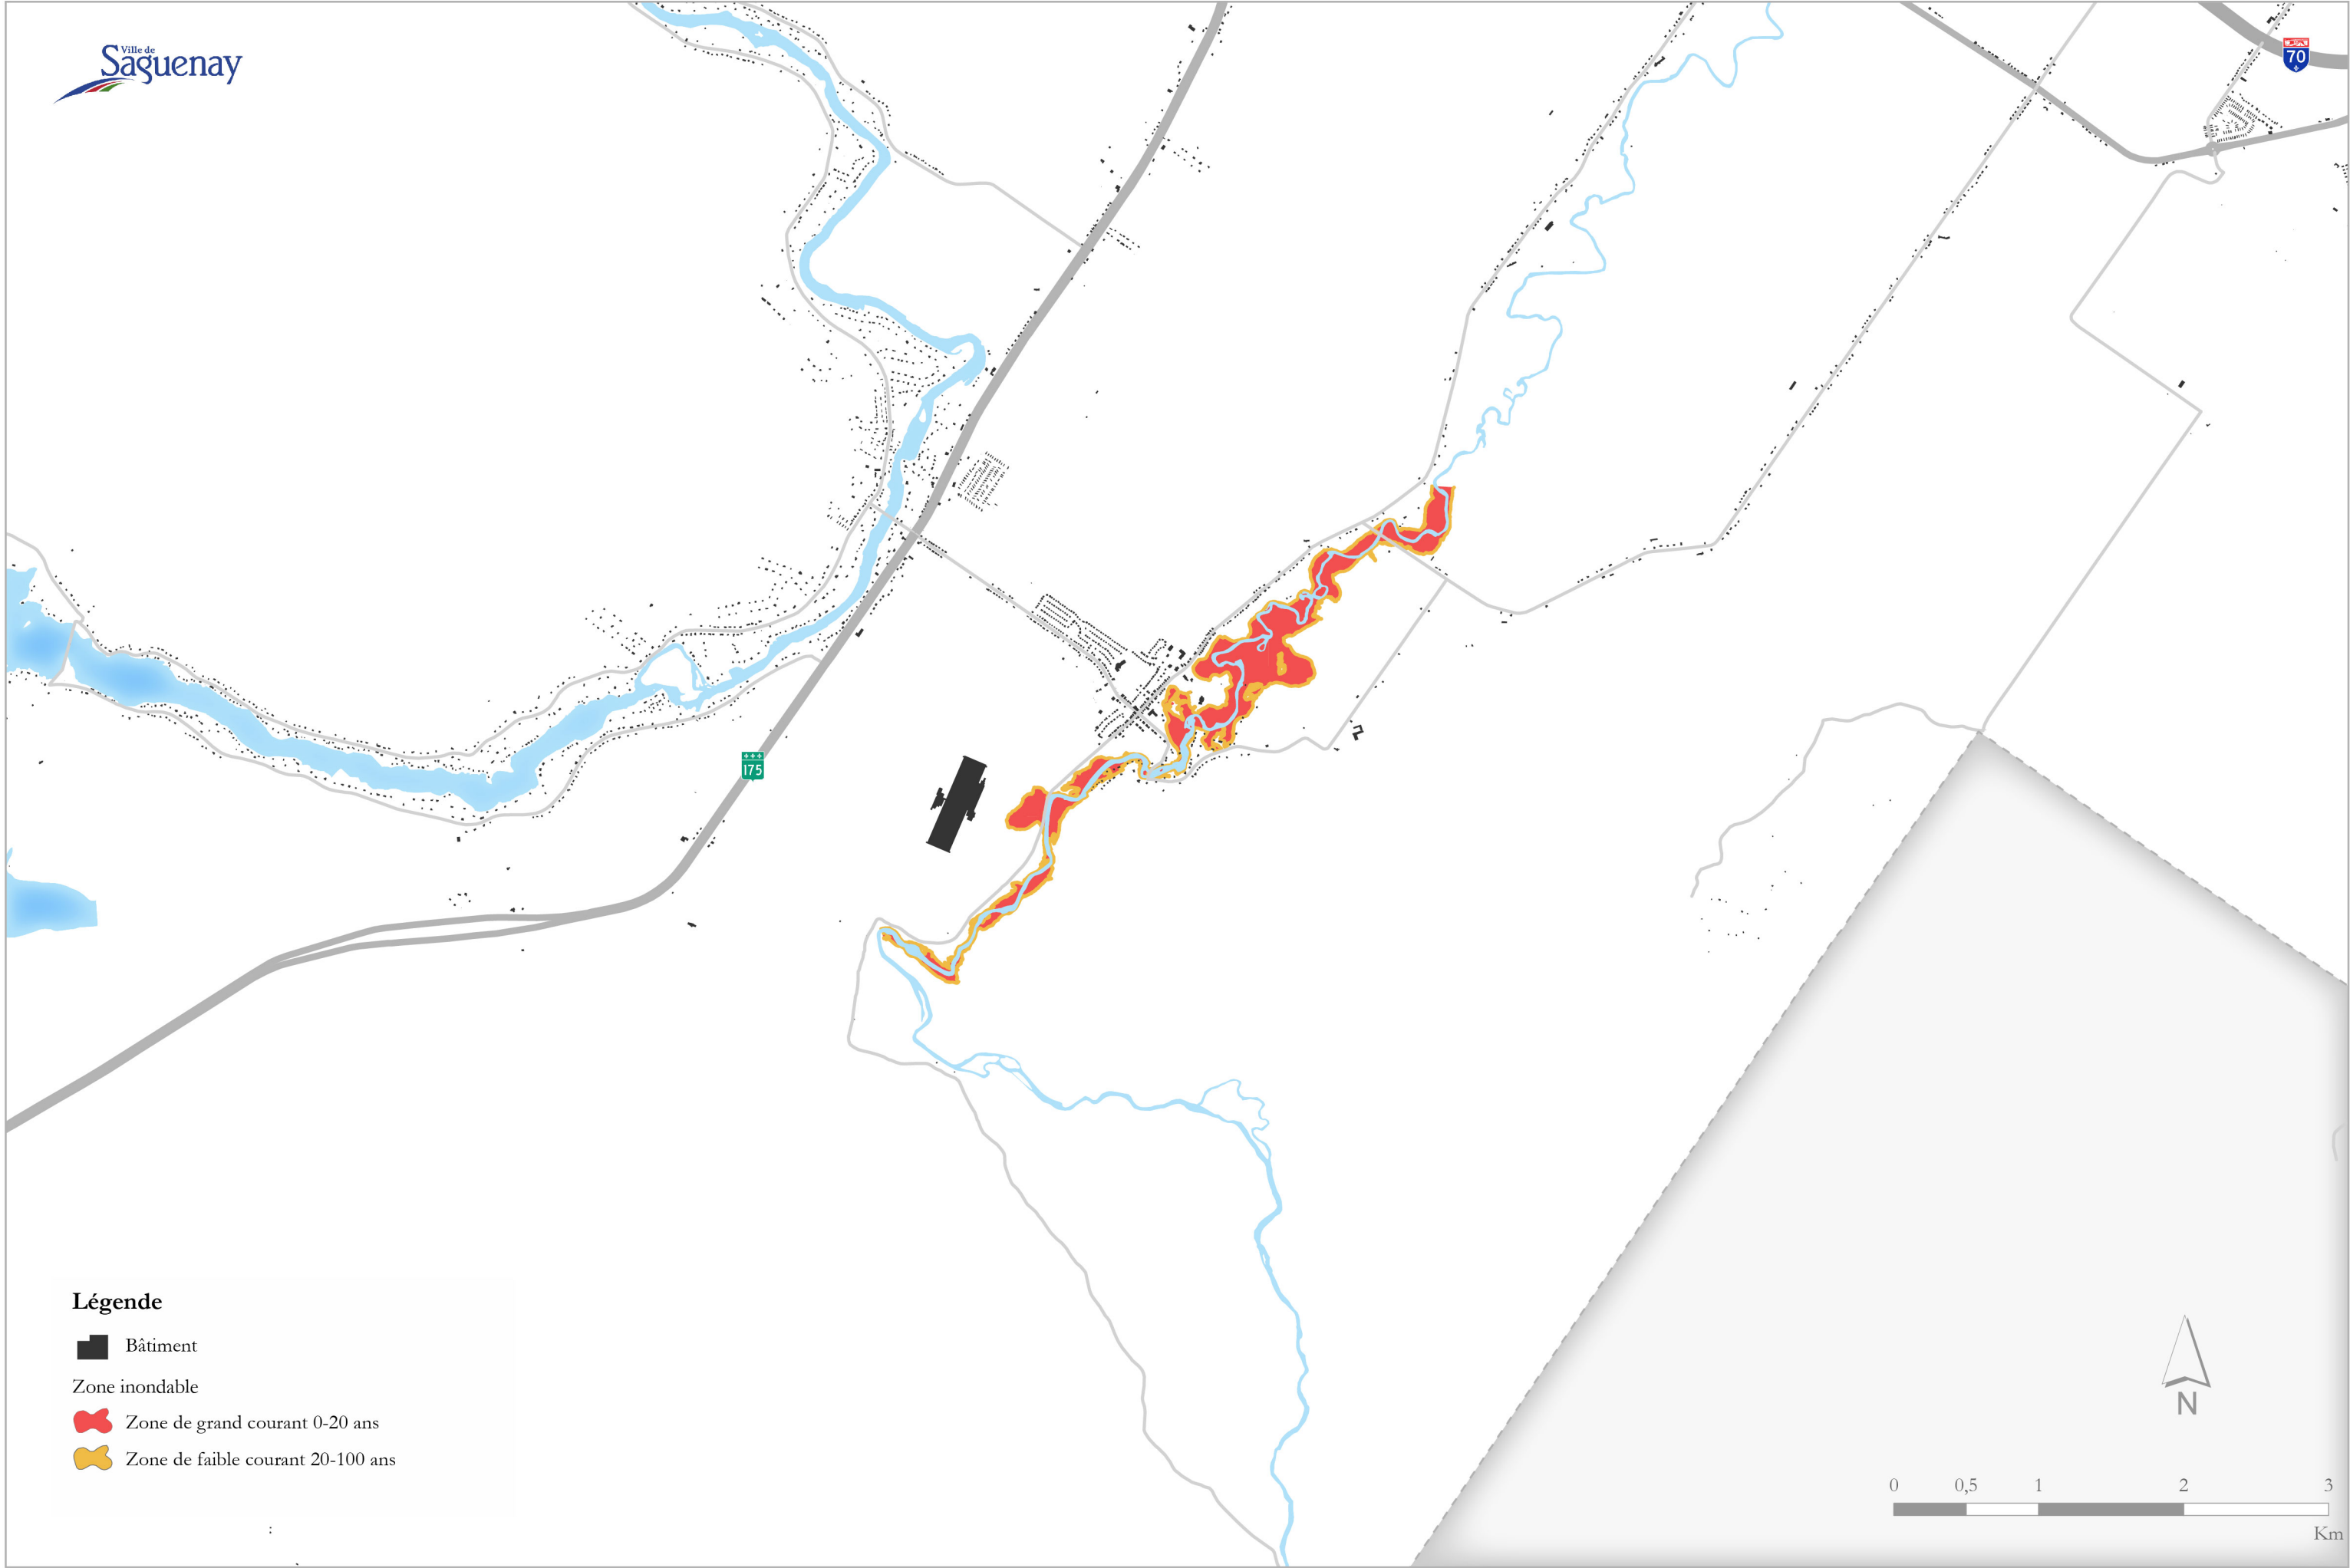 Ville de
Saguenay
70
175
Légende
Bâtiment
Zone inondable
Zone de grand courant 0-20 ans
Zone de faible courant 20-100 ans
N
0 0,5 1 2 3
Km